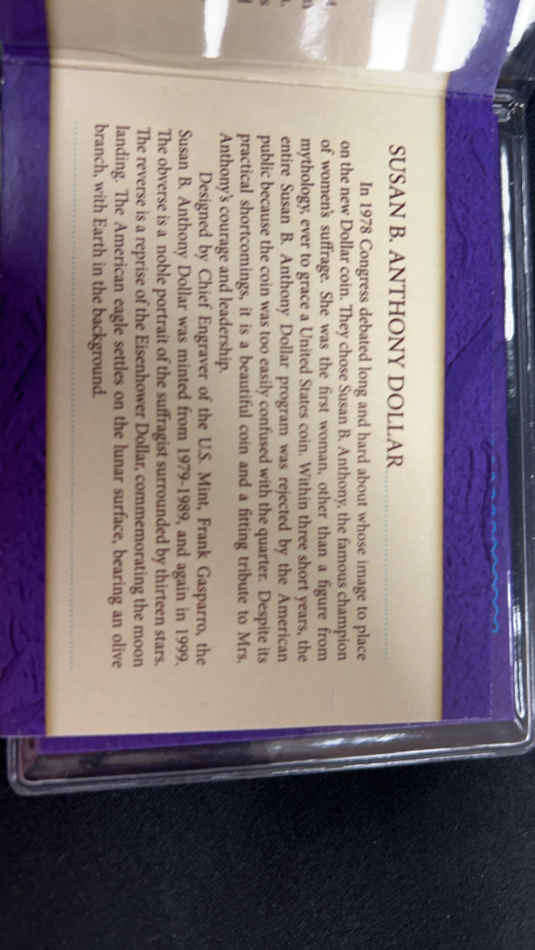 SUSAN B. ANTHONY DOLLAR
In 1978 Congress debated long and hard about whose image to place
on the new Dollar coin. They chose Susan B. Anthony, the famous champion
of women's suffrage. She was the first woman, other than a figure from
mythology, ever to grace a United States coin. Within three short years, the
entire Susan B. Anthony Dollar program was rejected by the American
public because the coin was too easily confused with the quarter. Despite its
practical shortcomings, it is a beautiful coin and a fitting tribute to Mrs.
Anthony's courage and leadership.
Designed by Chief Engraver of the U.S. Mint, Frank Gasparro, the
Susan B. Anthony Dollar was minted from 1979-1989, and again in 1999.
The obverse is a noble portrait of the suffragist surrounded by thirteen stars.
The reverse is a reprise of the Eisenhower Dollar, commemorating the moon
landing. The American eagle settles on the lunar surface, bearing an olive
branch, with Earth in the background.